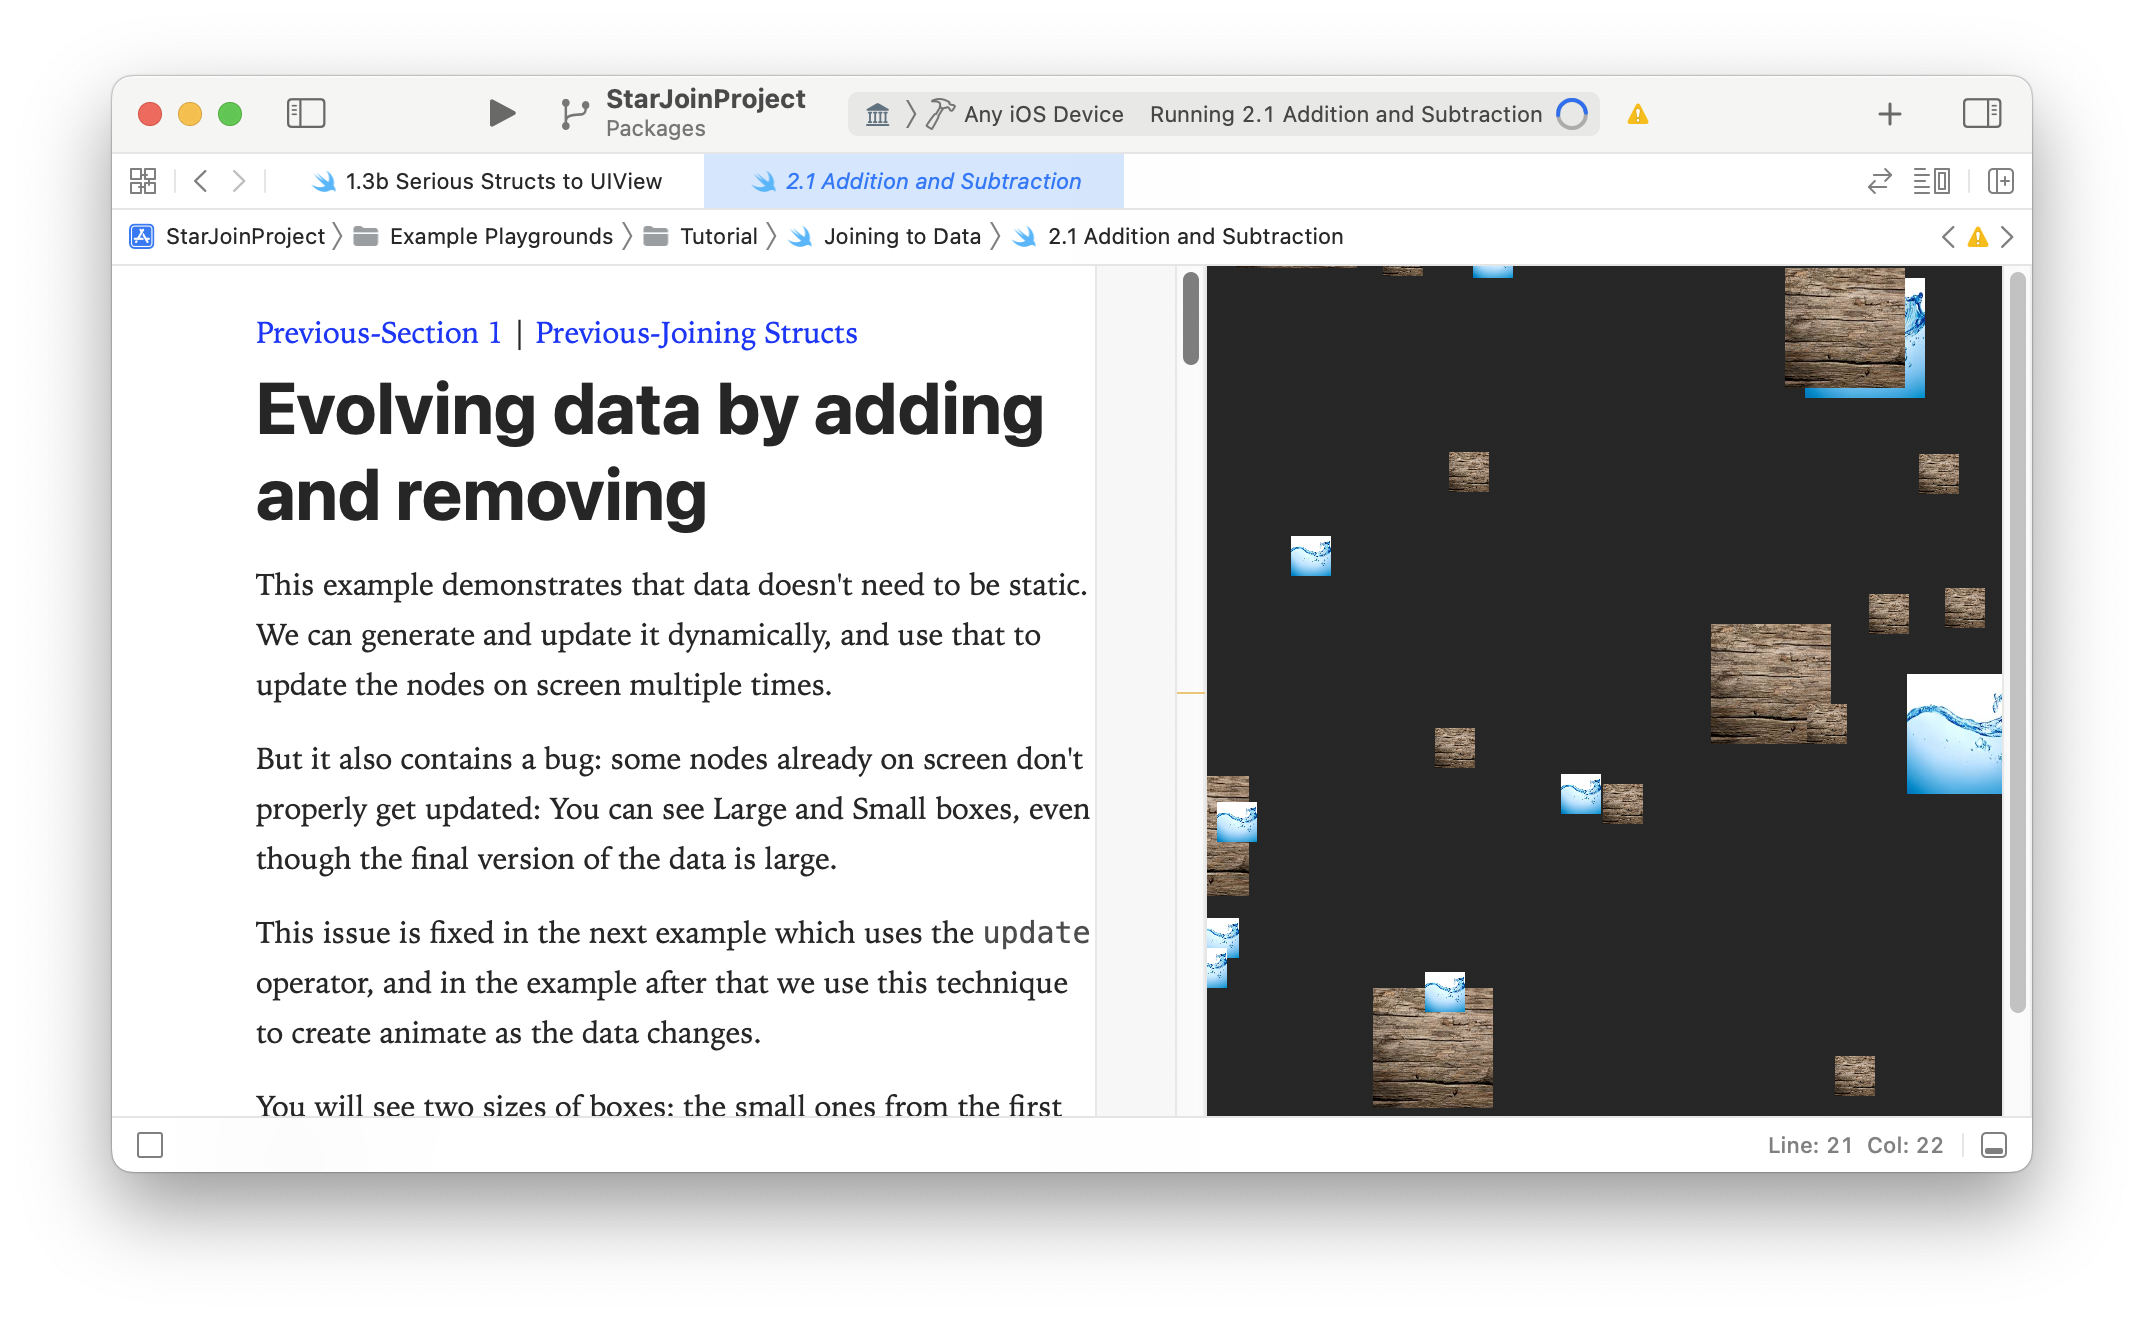 StarJoinProject
Packages
Any iOS Device Running 2.1 Addition and Subtraction
1.3b Serious Structs to UIView 2.1 Addition and Subtraction
StarJoinProject Example Playgrounds Tutorial Joining to Data 2.1 Addition and Subtraction
Previous-Section 1 | Previous-Joining Structs
Evolving data by adding
and removing
This example demonstrates that data doesn't need to be static.
We can generate and update it dynamically, and use that to
update the nodes on screen multiple times.
But it also contains a bug: some nodes already on screen don't
properly get updated: You can see Large and Small boxes, even
though the final version of the data is large.
This issue is fixed in the next example which uses the update
operator, and in the example after that we use this technique
to create animate as the data changes.
You will see two sizes of boxes: the small ones from the first
Line: 21 Col: 22